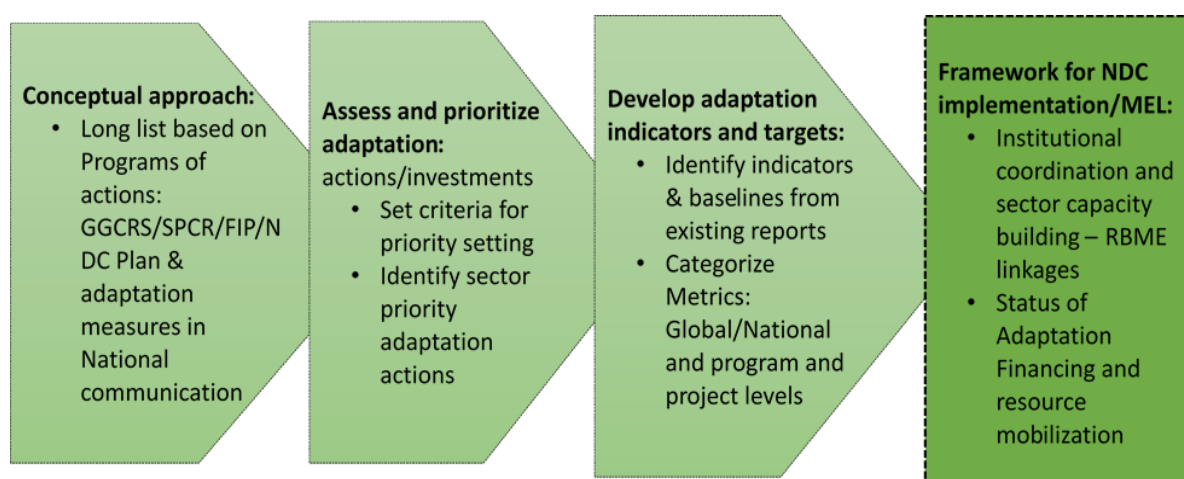 Conceptual approach:
• Long list based on
Programs of
actions:
GGCRS/SPCR/FIP/N
DC Plan &
adaptation
measures in
National
communication
Assess and prioritize
adaptation:
actions/investments
• Set criteria for
priority setting
• Identify sector
priority
adaptation
actions
Develop adaptation
indicators and targets:
• Identify indicators
& baselines from
existing reports
• Categorize
Metrics:
Global/National
and program and
project levels
Framework for NDC
implementation/MEL:
• Institutional
coordination and
sector capacity
building – RBME
linkages
• Status of
Adaptation
Financing and
resource
mobilization